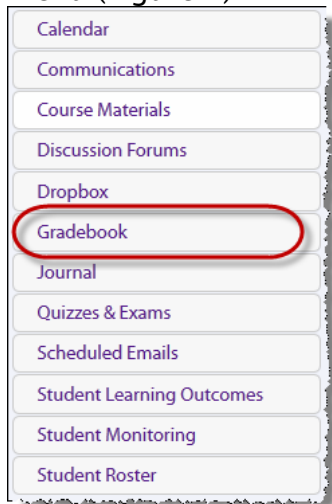 Calendar
Communications
Course Materials
Discussion Forums
Dropbox
Gradebook
Journal
Quizzes & Exams
Scheduled Emails
Student Learning Outcomes
Student Monitoring
Student Roster